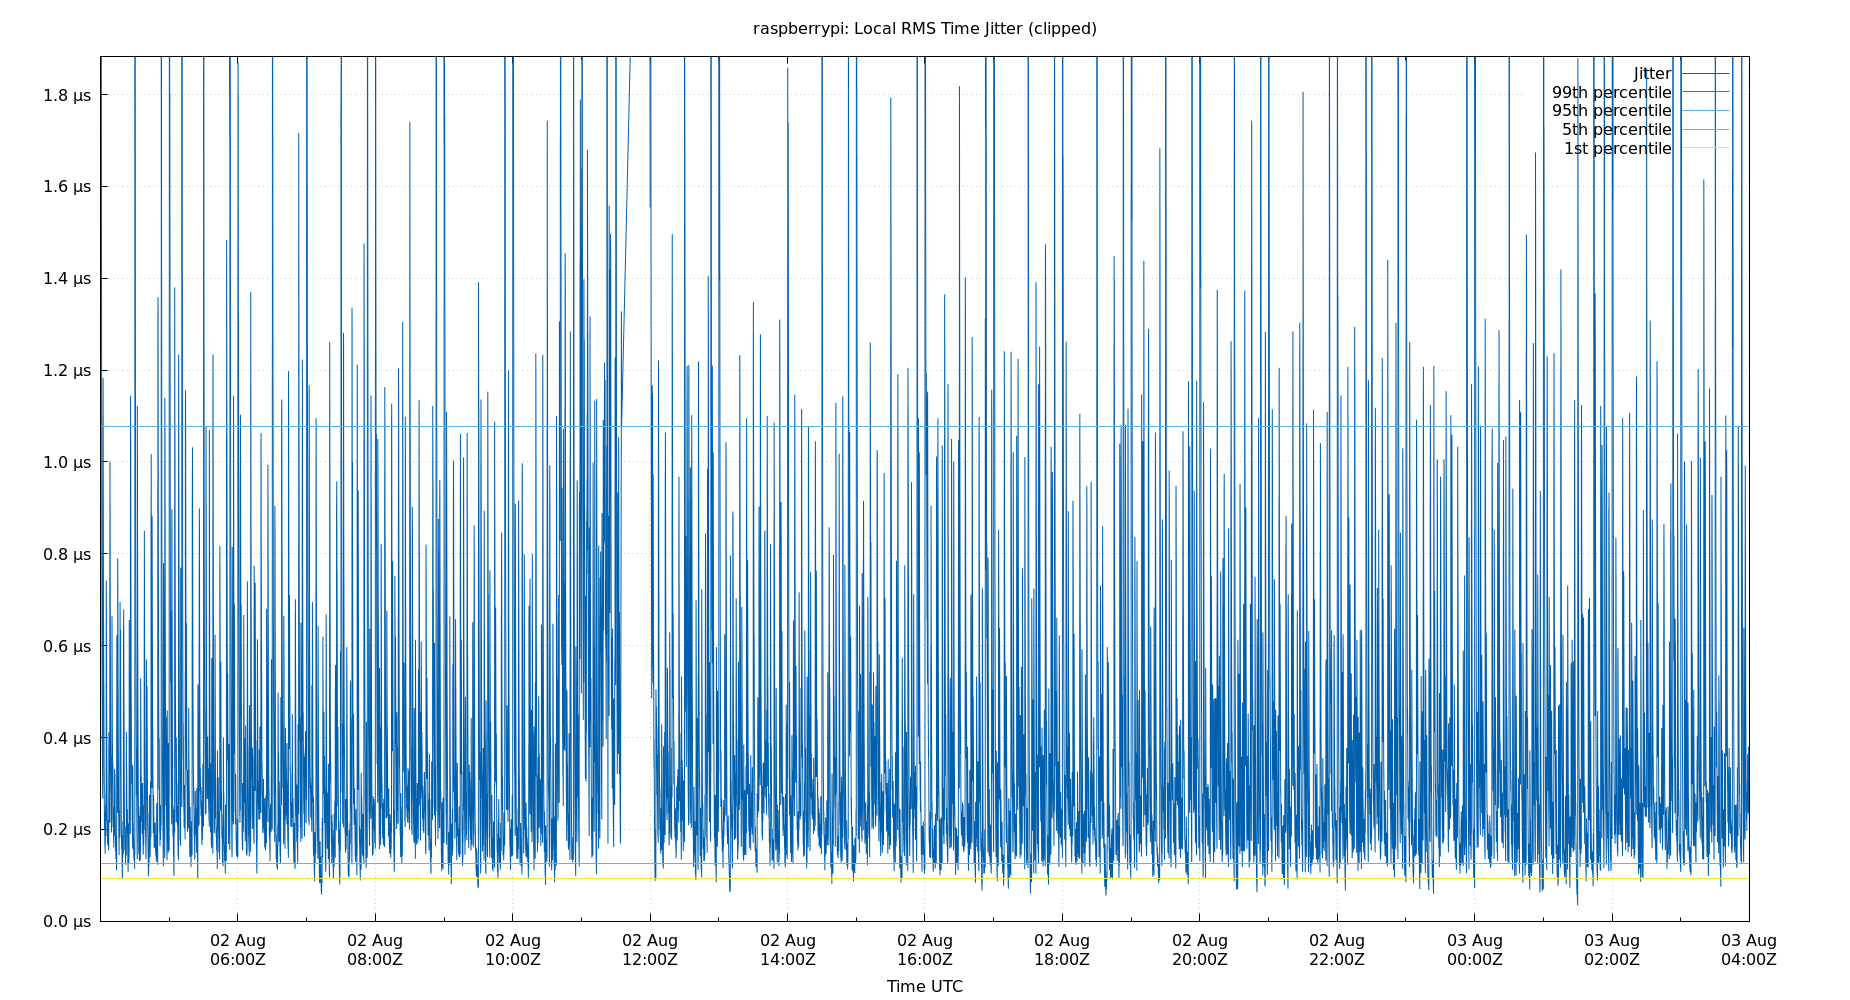 raspberrypi: Local RMS Time Jitter (clipped)
Jitter
99th percentile
95th percentile
5th percentile
1st percentile
1.8 µs
1.6 µs
1.4 µs
1.2 µs
1.0 µs
0.8 µs
0.6 µs
0.4 µs
0.2 µs
0.0 µs
02 Aug 02 Aug 02 Aug 02 Aug 02 Aug 02 Aug 02 Aug 02 Aug 02 Aug 03 Aug 03 Aug 03 Aug
06:00Z 08:00Z 10:00Z 12:00Z 14:00Z 16:00Z 18:00Z 20:00Z 22:00Z 00:00Z 02:00Z 04:00Z
Time UTC